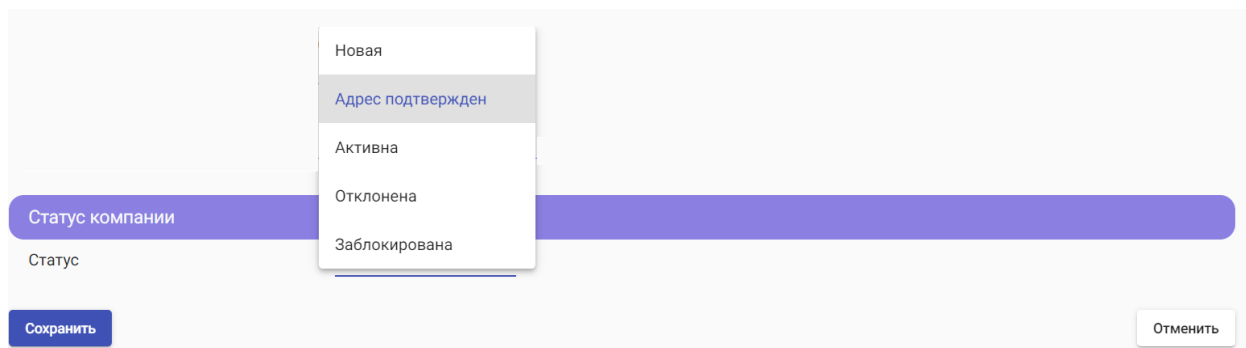 Новая
Адрес подтвержден
Активна
Отклонена
Статус компании
Заблокирована
Статус
Сохранить
Отменить